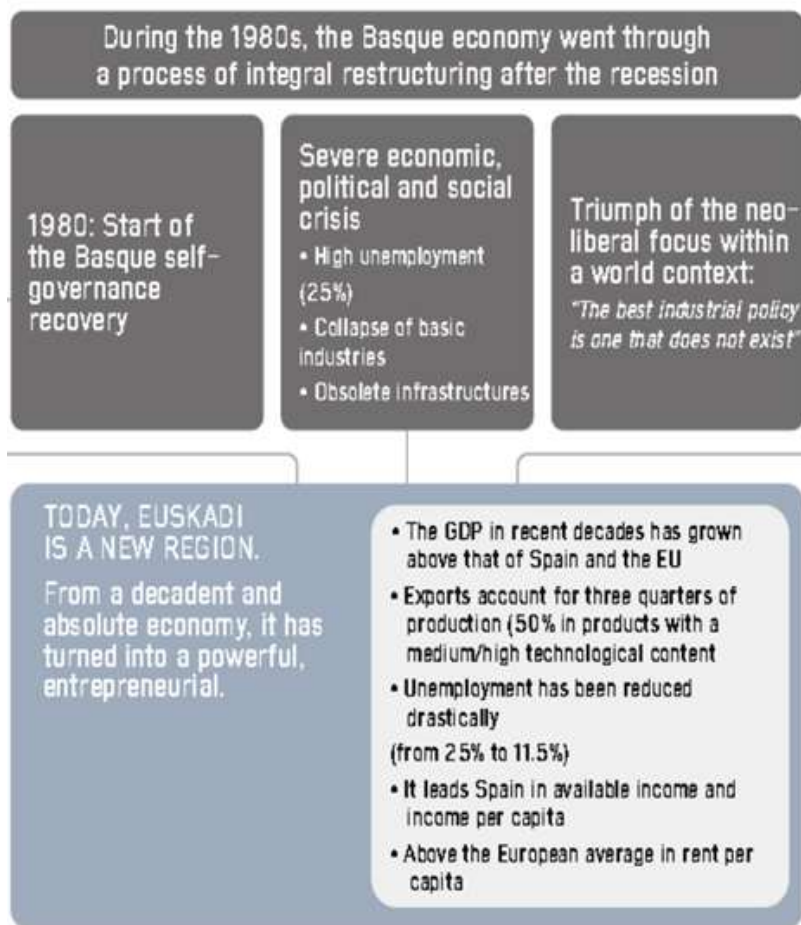 During the 1980s, the Basque economy went through
a process of integral restructuring after the recession
1980: Start of
the Basque self-
governance
recovery
Severe economic,
political and social
crisis
• High unemployment
(25%)
• Collapse of basic
industries
• Obsolete infrastructures
Triumph of the neo-
liberal focus within
a world context:
"The best industrial policy
is one that does not exist"
TODAY, EUSKADI
IS A NEW REGION.
From a decadent and
absolute economy, it has
turned into a powerful,
entrepreneurial.
• The GDP in recent decades has grown
above that of Spain and the EU
• Exports account for three quarters of
production (50% in products with a
medium/high technological content
• Unemployment has been reduced
drastically
(from 25% to 11.5%)
• It leads Spain in available income and
income per capita
• Above the European average in rent per
capita